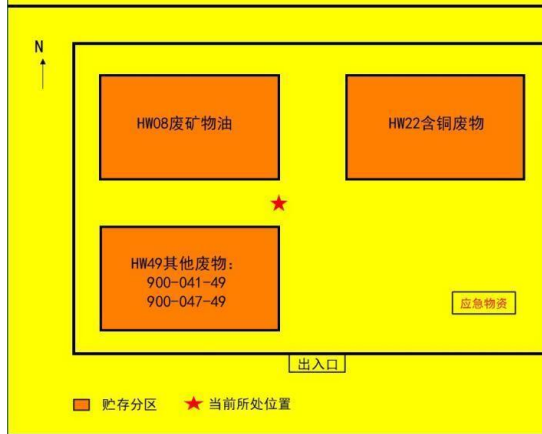 N
HW08废矿物油
HW22含铜废物
HW49其他废物：
900-041-49
900-047-49
应急物资
出入口
贮存分区
当前所处位置